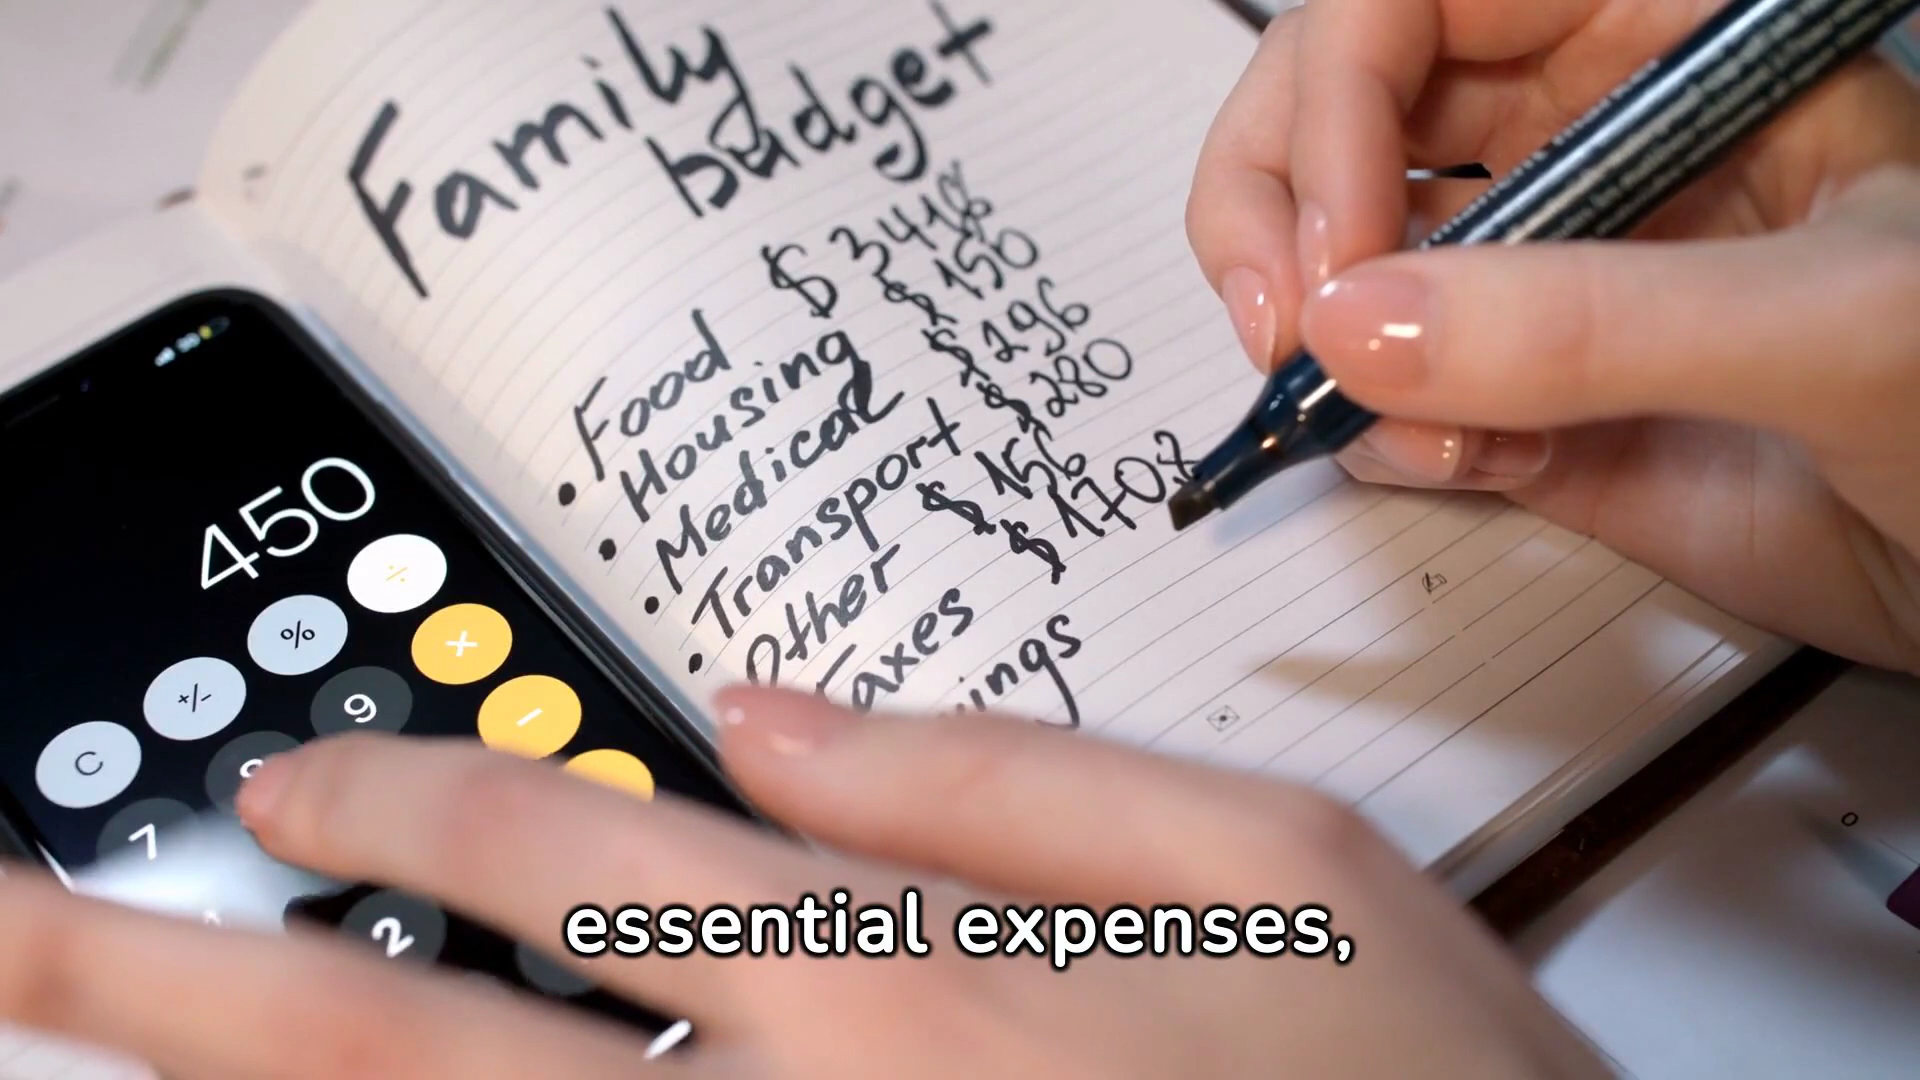 Family
budget
Food $ 3418
Housing $ 150
Medical $ 296
Transport $ 280
Other $ 156
Taxes $ 1708
450
÷
% ×
+/- 9 −
C
7
2
essential expenses,